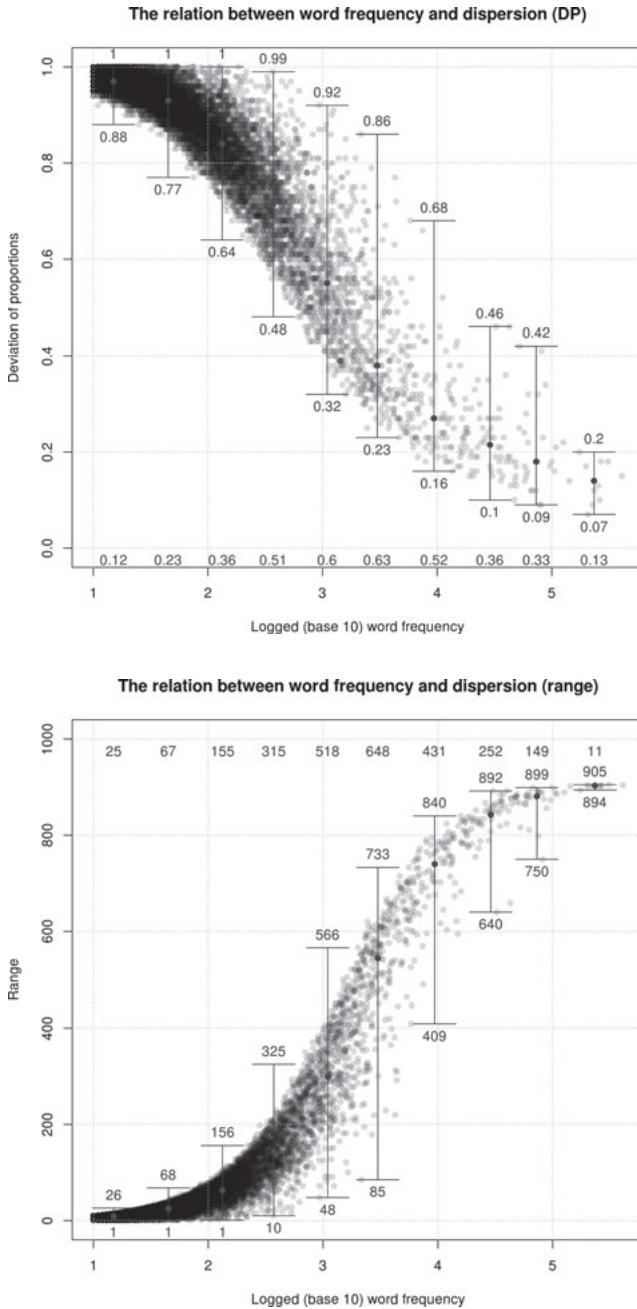 The relation between word frequency and dispersion (DP)
1 1 1 0.99 0.92 0.86 0.68 0.46 0.42 0.2
0.88 0.77 0.64 0.48 0.32 0.23 0.16 0.1 0.09 0.07
0.12 0.23 0.36 0.51 0.6 0.63 0.52 0.36 0.33 0.13
1.0
0.8
0.6
0.4
0.2
0.0
Deviation of proportions
1 2 3 4 5
Logged (base 10) word frequency
The relation between word frequency and dispersion (range)
25 67 155 315 518 648 431 252 149 11
26 68 156 325 566 733 840 892 899 905
1 1 1 10 48 85 409 640 750 894
1000
800
600
400
200
0
Range
1 2 3 4 5
Logged (base 10) word frequency